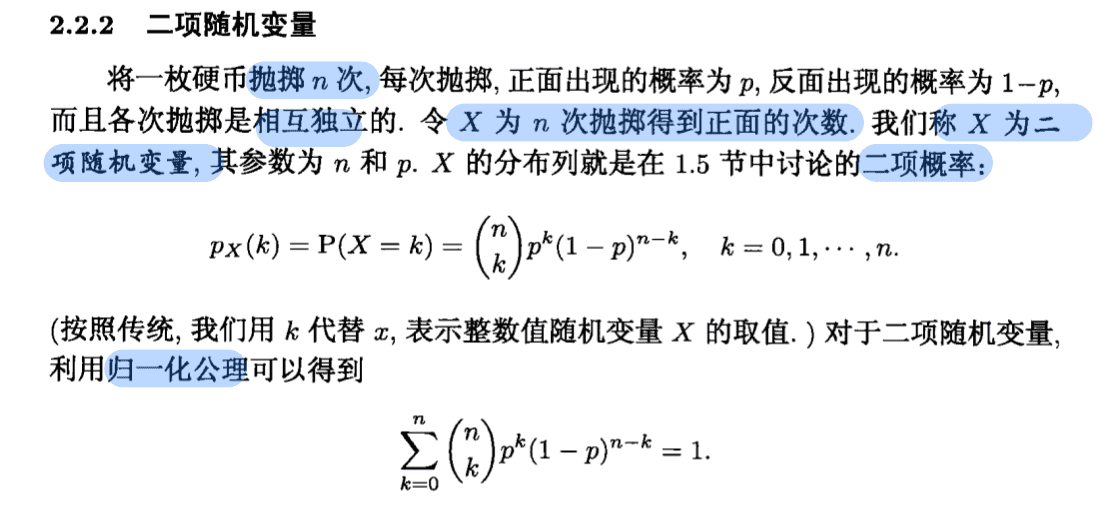 2.2.2 二项随机变量
将一枚硬币抛掷 n 次, 每次抛掷, 正面出现的概率为 p, 反面出现的概率为 1−p,
而且各次抛掷是相互独立的. 令 X 为 n 次抛掷得到正面的次数. 我们称 X 为二
项随机变量, 其参数为 n 和 p. X 的分布列就是在 1.5 节中讨论的二项概率:
p_X(k) = P(X = k) = \binom{n}{k} p^k (1 − p)^{n−k}, k = 0, 1, ⋯ , n.
(按照传统, 我们用 k 代替 x, 表示整数值随机变量 X 的取值. ) 对于二项随机变量,
利用归一化公理可以得到
\sum_{k=0}^{n} \binom{n}{k} p^k (1 − p)^{n−k} = 1.